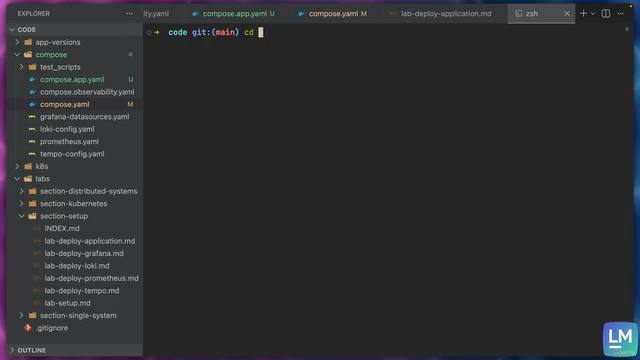 EXPLORER
ity.yaml
compose.app.yaml U
compose.yaml M
lab-deploy-application.md
zsh
CODE
app-versions
compose
test_scripts
compose.app.yaml U
compose.observability.yaml
compose.yaml M
grafana-datasources.yaml
loki-config.yaml
prometheus.yaml
tempo-config.yaml
k8s
labs
section-distributed-systems
section-kubernetes
section-setup
INDEX.md
lab-deploy-application.md
lab-deploy-grafana.md
lab-deploy-loki.md
lab-deploy-prometheus.md
lab-deploy-tempo.md
lab-setup.md
section-single-system
.gitignore
OUTLINE
code git:(main) cd
LM